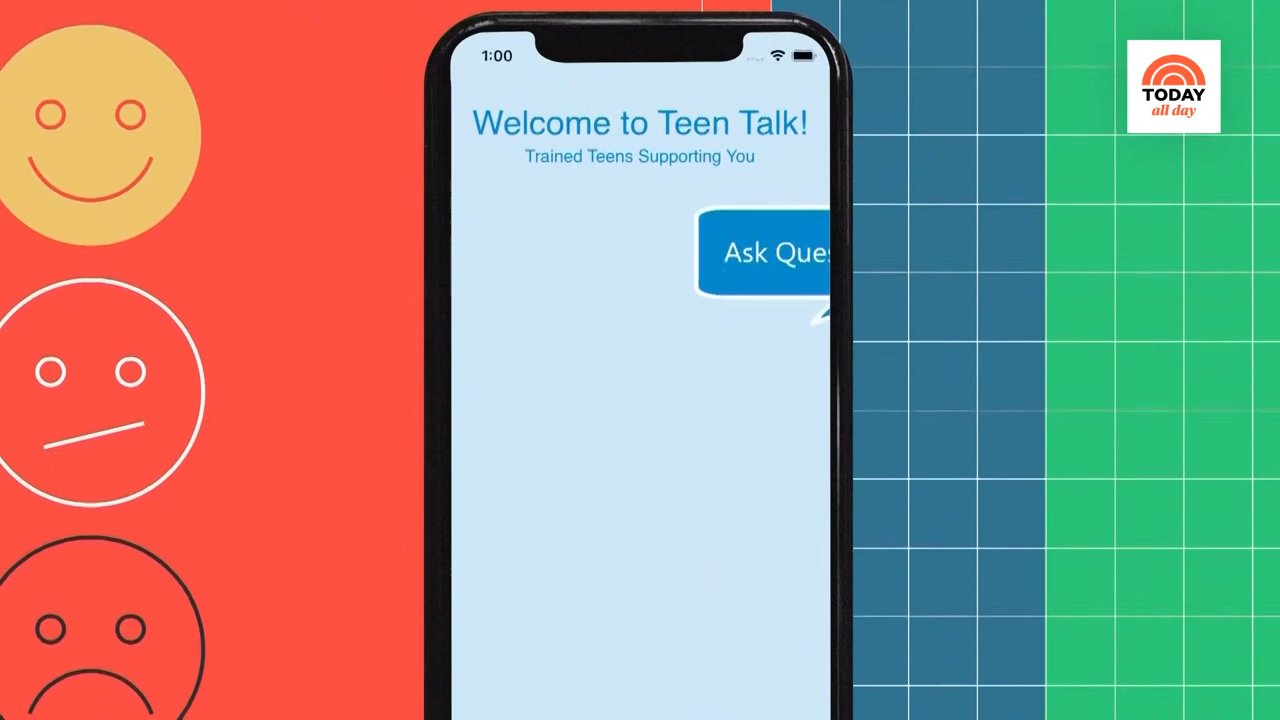 1:00
TODAY
all day
Welcome to Teen Talk!
Trained Teens Supporting You
Ask Ques